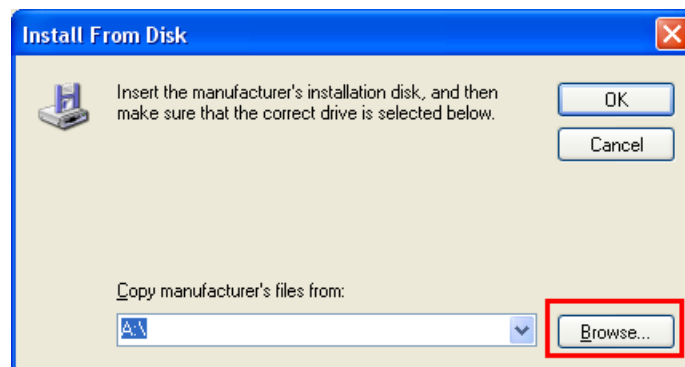 Install From Disk
Insert the manufacturer's installation disk, and then
make sure that the correct drive is selected below.
OK
Cancel
Copy manufacturer's files from:
A:\
Browse...